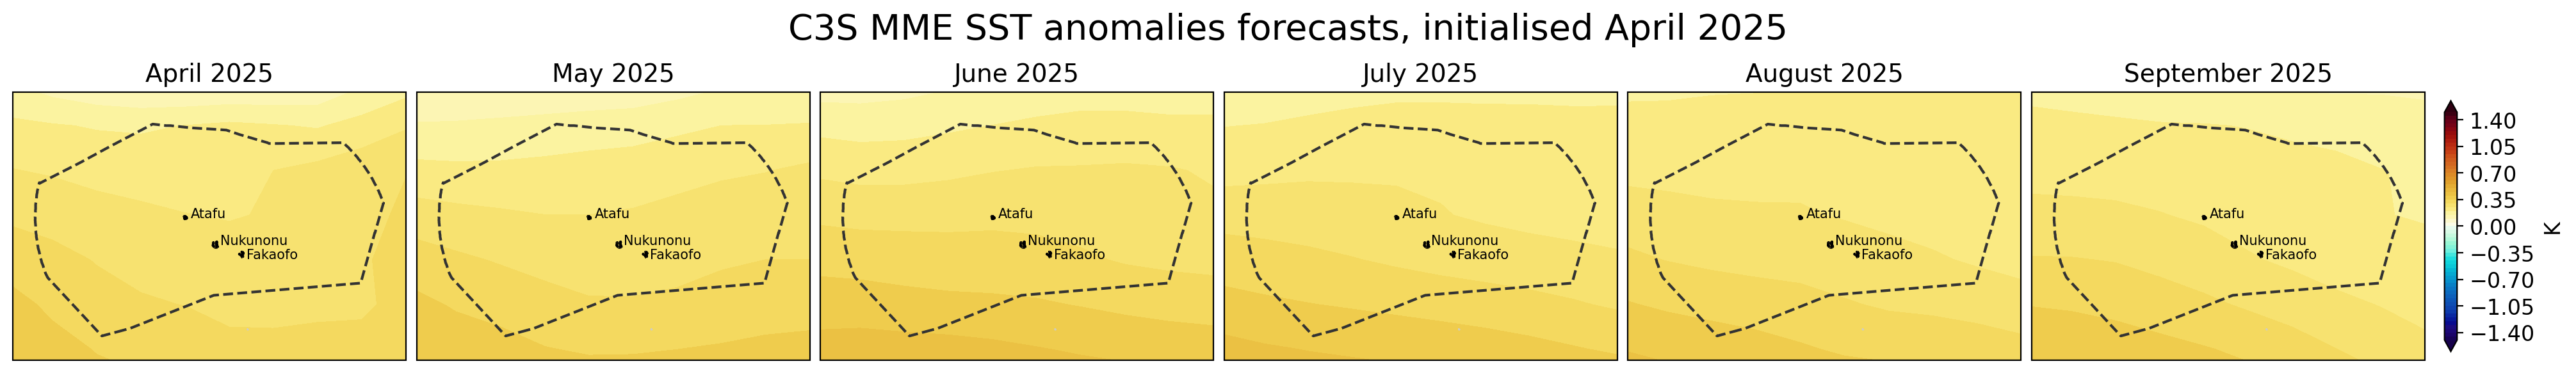 C3S MME SST anomalies forecasts, initialised April 2025
April 2025
May 2025
June 2025
July 2025
August 2025
September 2025
Atafu
Nukunonu
Fakaofo
Atafu
Nukunonu
Fakaofo
Atafu
Nukunonu
Fakaofo
Atafu
Nukunonu
Fakaofo
Atafu
Nukunonu
Fakaofo
Atafu
Nukunonu
Fakaofo
1.40
1.05
0.70
0.35
0.00
−0.35
−0.70
−1.05
−1.40
K